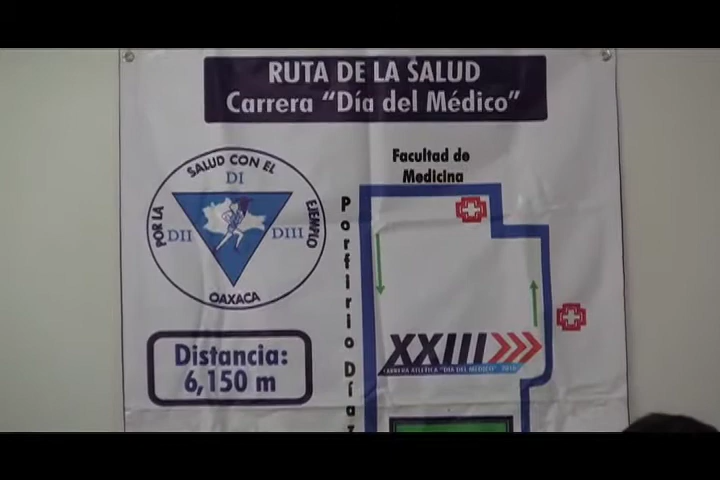 RUTA DE LA SALUD
Carrera "Día del Médico"
Facultad de
Medicina
POR LA SALUD CON EL EJEMPLO
DI
DII
DIII
OAXACA
Porfirio Díaz
Distancia:
6,150 m
XXIII
CARRERA ATLÉTICA "DIA DEL MÉDICO"